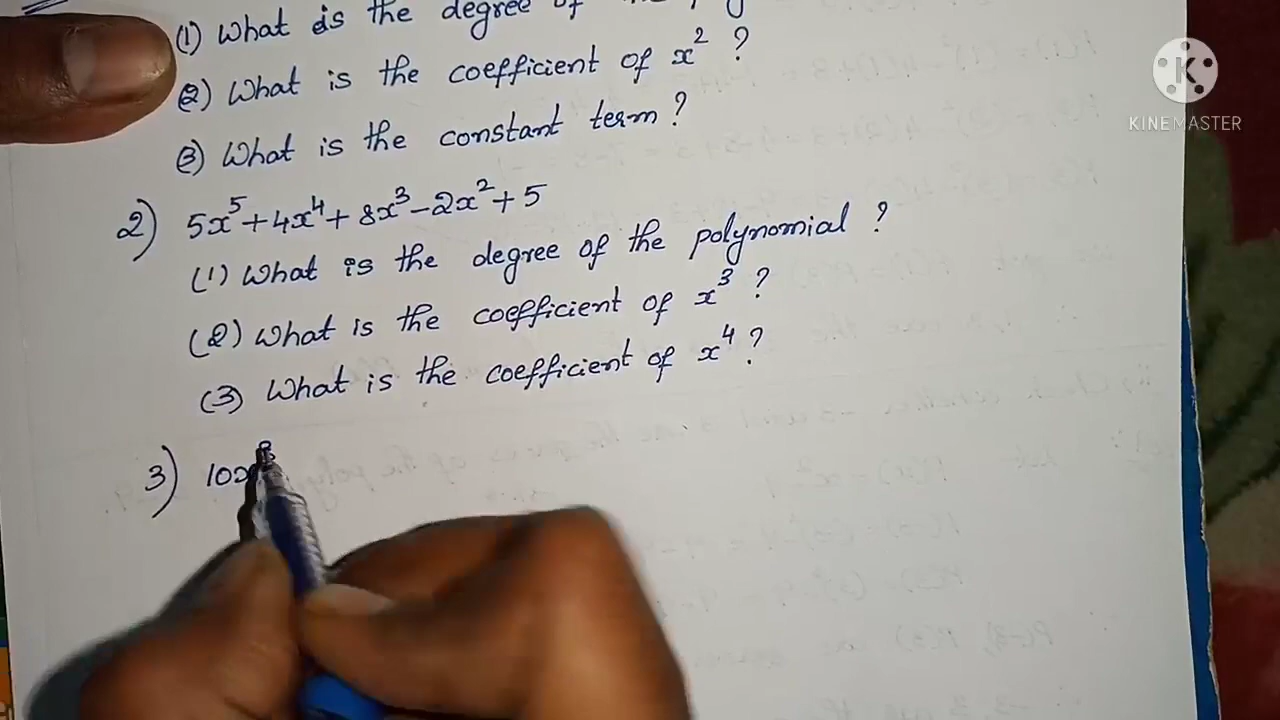 (1) What is the degree of the
(2) What is the coefficient of x² ?
(3) What is the constant term ?
2) 5x⁵ + 4x⁴ + 8x³ - 2x² + 5
(1) What is the degree of the polynomial ?
(2) What is the coefficient of x³ ?
(3) What is the coefficient of x⁴ ?
3) 10x
KINEMASTER